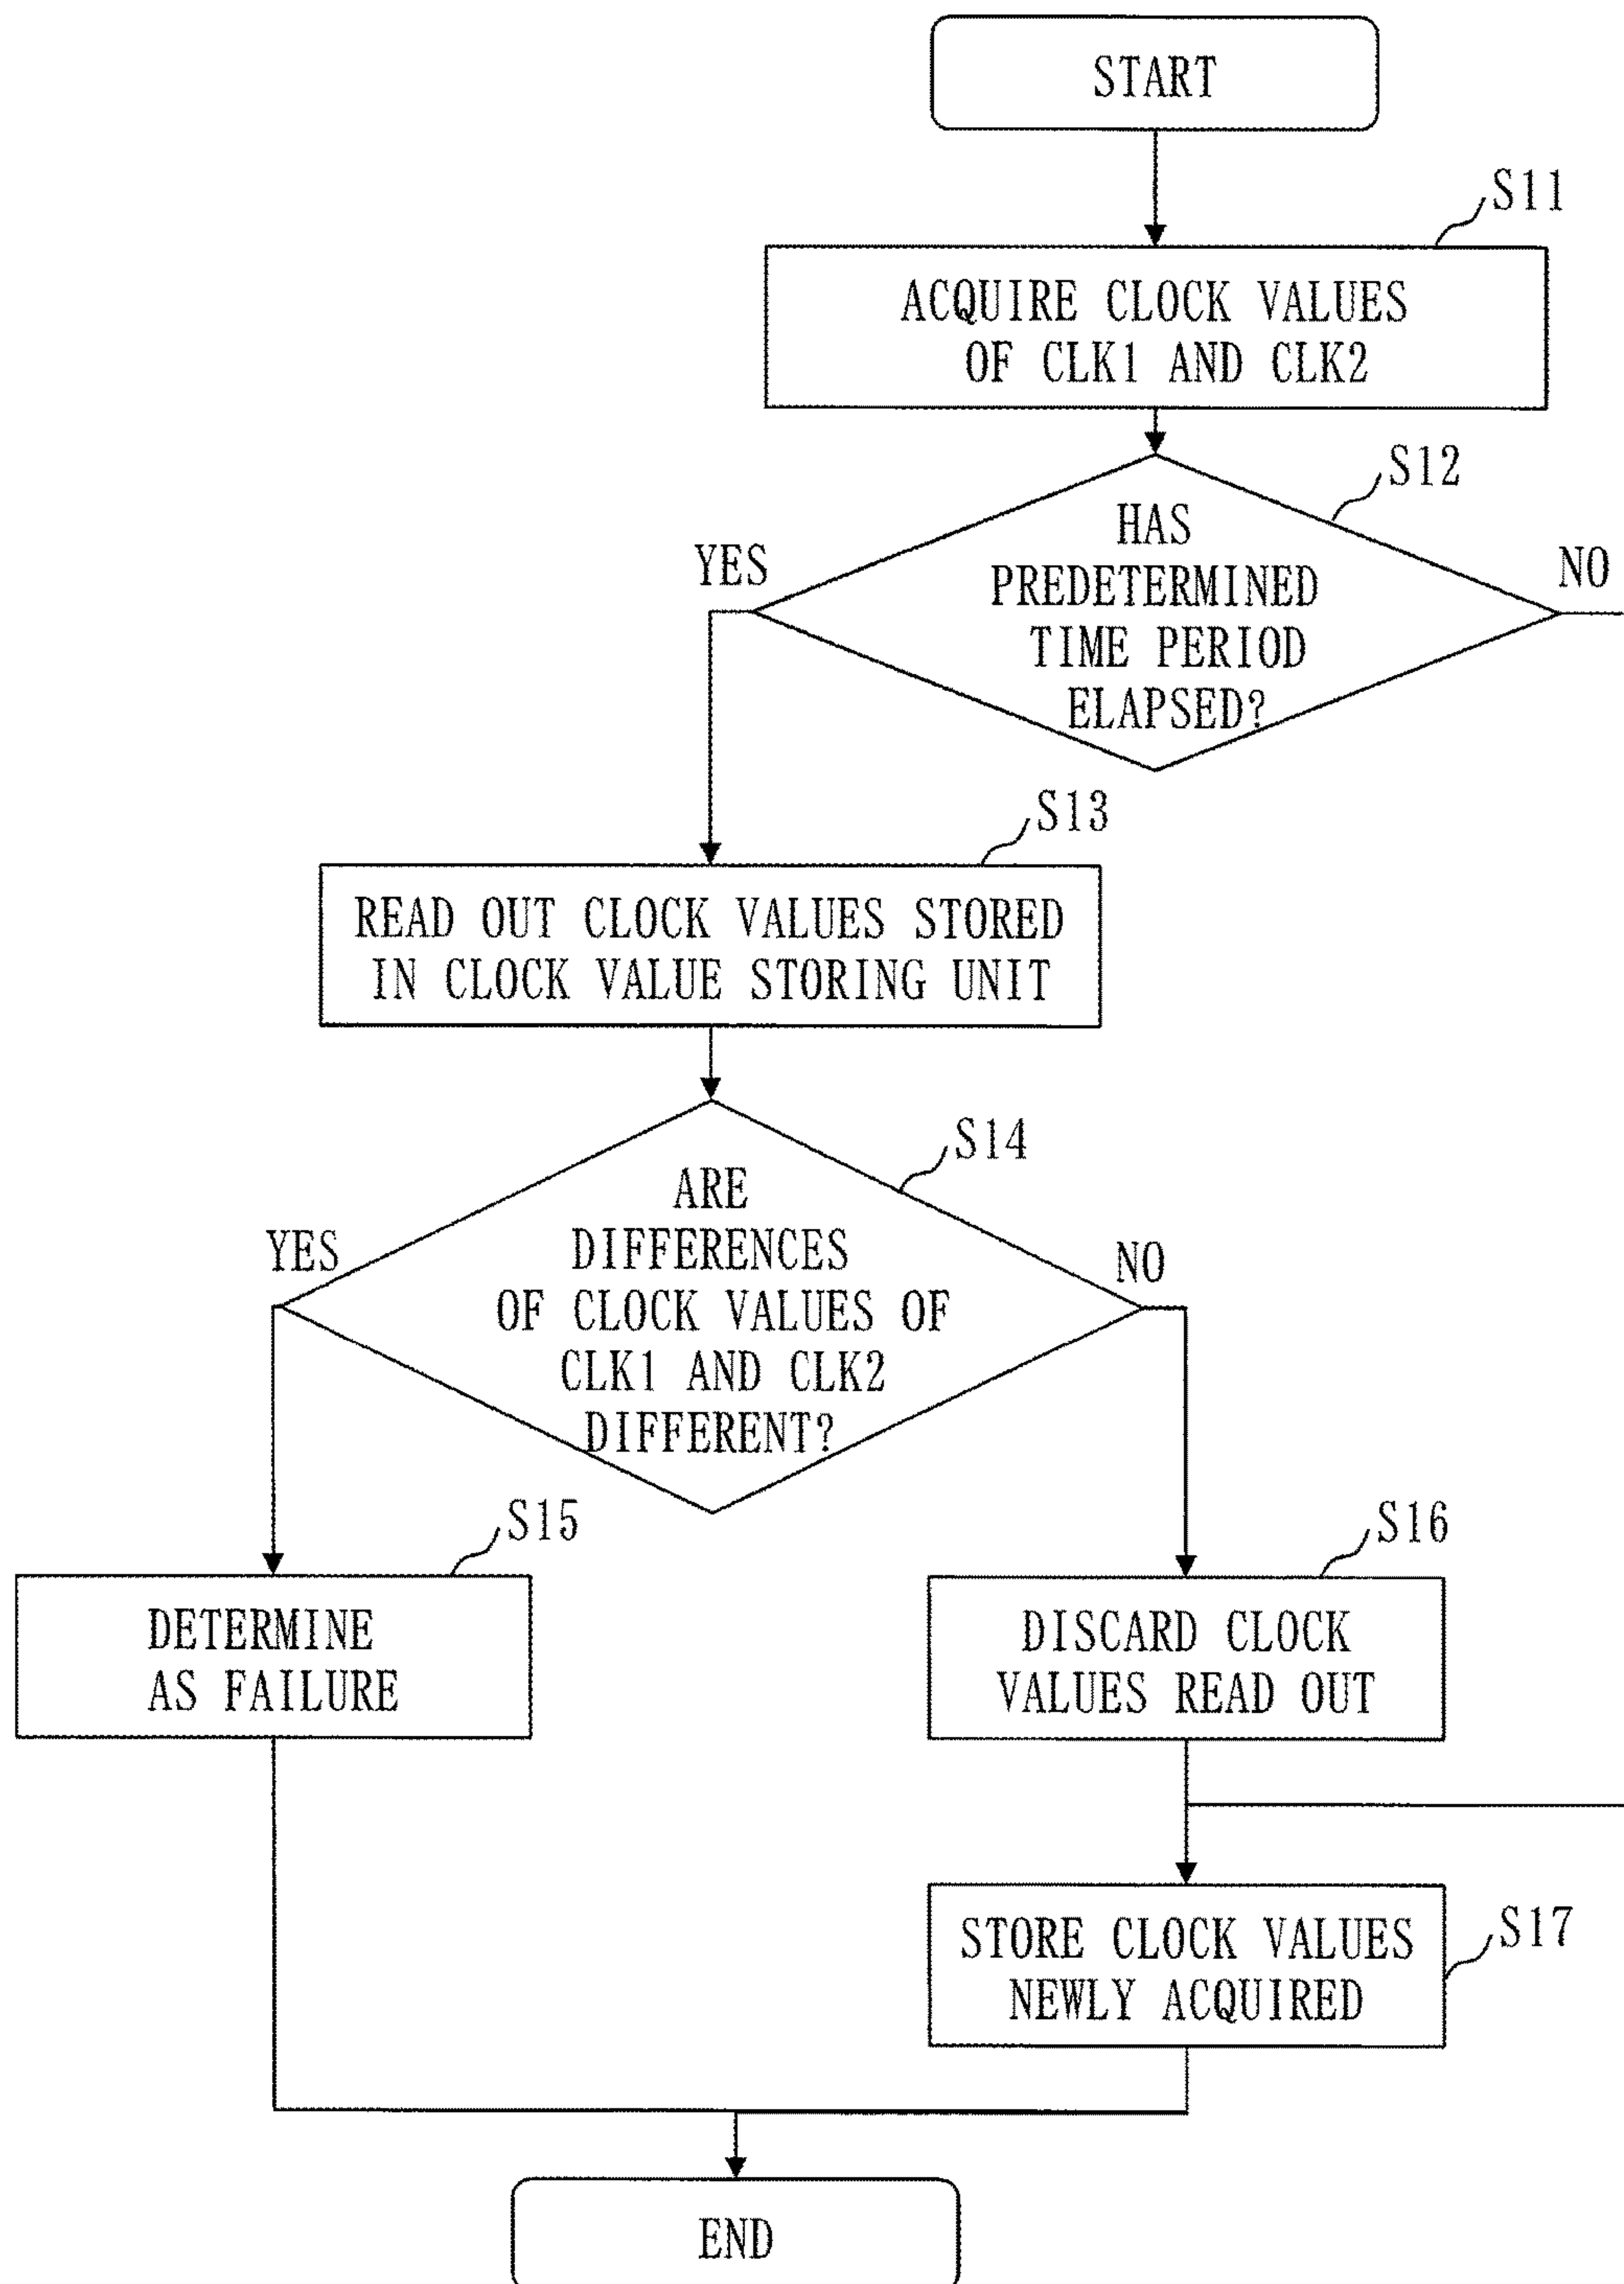 START
S11
ACQUIRE CLOCK VALUES
OF CLK1 AND CLK2
S12
HAS
PREDETERMINED
TIME PERIOD
ELAPSED?
YES
NO
S13
READ OUT CLOCK VALUES STORED
IN CLOCK VALUE STORING UNIT
S14
ARE
DIFFERENCES
OF CLOCK VALUES OF
CLK1 AND CLK2
DIFFERENT?
YES
NO
S15
DETERMINE
AS FAILURE
S16
DISCARD CLOCK
VALUES READ OUT
S17
STORE CLOCK VALUES
NEWLY ACQUIRED
END